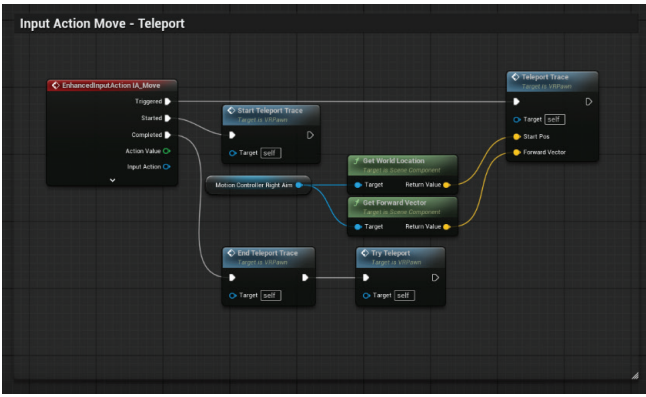 Input Action Move - Teleport
EnhancedInputAction IA_Move
Triggered
Started
Completed
Action Value
Input Action
Start Teleport Trace
Target is VRPawn
Target self
Motion Controller Right Aim
Get World Location
Target is Scene Component
Target Return Value
Get Forward Vector
Target is Scene Component
Target Return Value
Teleport Trace
Target is VRPawn
Target self
Start Pos
Forward Vector
End Teleport Trace
Target is VRPawn
Target self
Try Teleport
Target is VRPawn
Target self